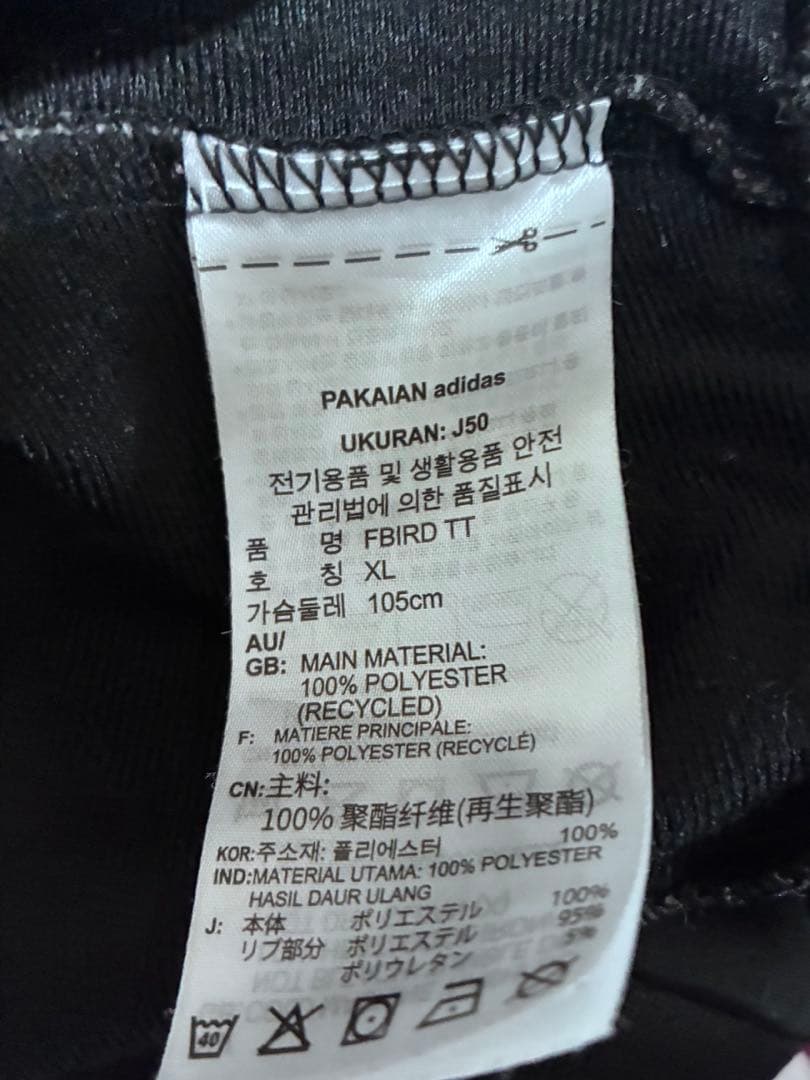 PAKAIAN adidas
UKURAN: J50
전기용품 및 생활용품 안전
관리법에 의한 품질표시
품 명 FBIRD TT
호 칭 XL
가슴둘레 105cm
AU/
GB: MAIN MATERIAL:
100% POLYESTER
(RECYCLED)
F: MATIERE PRINCIPALE:
100% POLYESTER (RECYCLÉ)
CN:主料:
100% 聚酯纤维(再生聚酯)
KOR:주소재: 폴리에스터 100%
IND:MATERIAL UTAMA: 100% POLYESTER
HASIL DAUR ULANG
J: 本体 ポリエステル 100%
リブ部分 ポリエステル 95%
ポリウレタン 5%
40